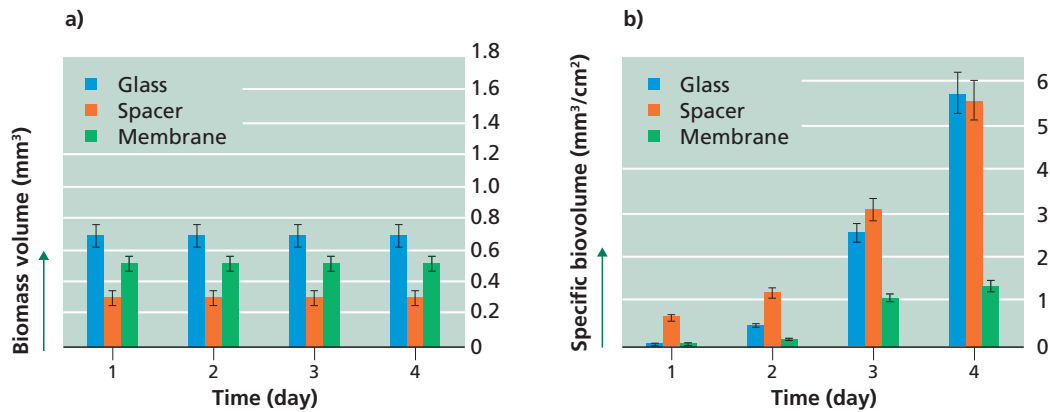 a)
Biomass volume (mm³)
Glass
Spacer
Membrane
1.8
1.6
1.4
1.2
1.0
0.8
0.6
0.4
0.2
0
1 2 3 4
Time (day)
b)
Specific biovolume (mm³/cm²)
Glass
Spacer
Membrane
6
5
4
3
2
1
0
1 2 3 4
Time (day)